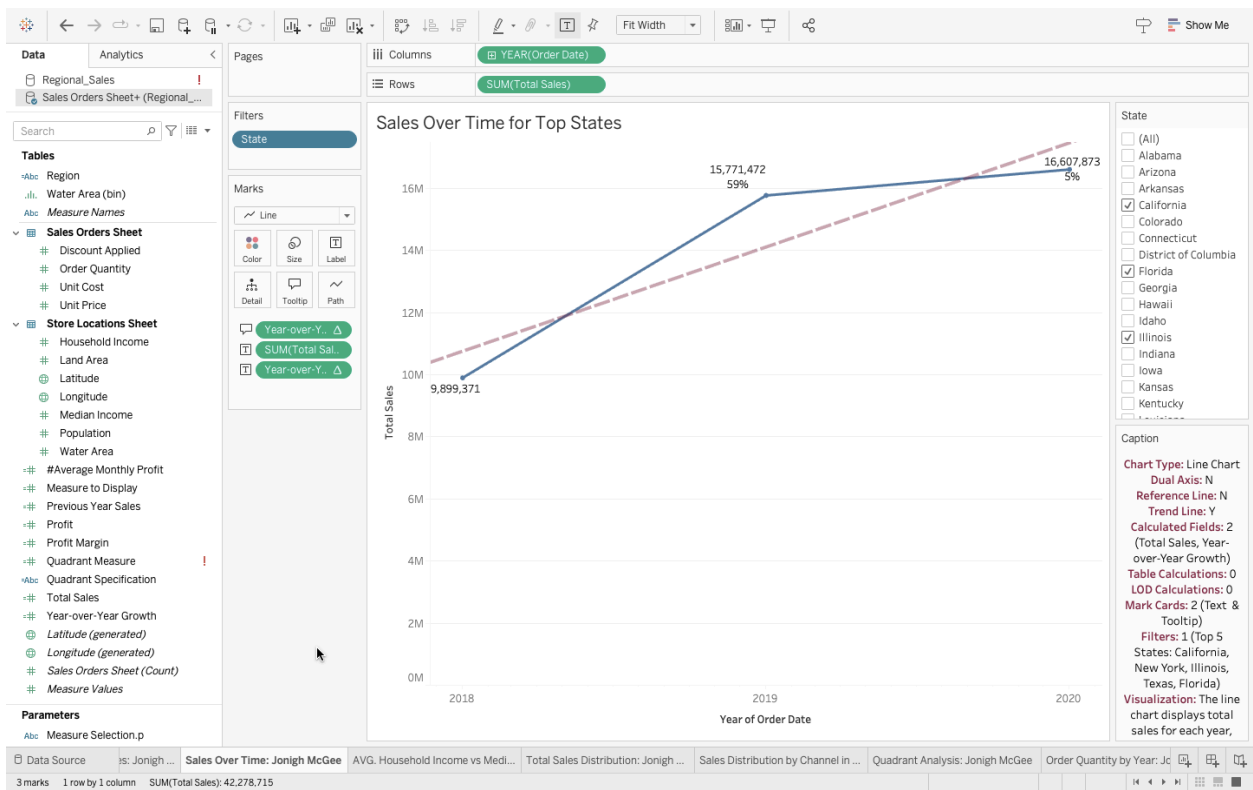 Fit Width
Show Me
Data
Analytics
Regional_Sales
!
Sales Orders Sheet+ (Regional_...
Search
Tables
Abc Region
Water Area (bin)
Abc Measure Names
Sales Orders Sheet
# Discount Applied
# Order Quantity
# Unit Cost
# Unit Price
Store Locations Sheet
# Household Income
# Land Area
Latitude
Longitude
# Median Income
# Population
# Water Area
=# #Average Monthly Profit
=# Measure to Display
=# Previous Year Sales
=# Profit
=# Profit Margin
=# Quadrant Measure !
=Abc Quadrant Specification
=# Total Sales
=# Year-over-Year Growth
Latitude (generated)
Longitude (generated)
# Sales Orders Sheet (Count)
# Measure Values
Parameters
Abc Measure Selection.p
Pages
Filters
State
Marks
Line
Color
Size
T
Label
Detail
Tooltip
Path
Year-over-Y.. Δ
T SUM(Total Sal..
T Year-over-Y.. Δ
Columns
YEAR(Order Date)
Rows
SUM(Total Sales)
Sales Over Time for Top States
16M
14M
12M
10M
8M
6M
4M
2M
0M
Total Sales
9,899,371
15,771,472
59%
16,607,873
5%
2018
2019
2020
Year of Order Date
State
(All)
Alabama
Arizona
Arkansas
California
Colorado
Connecticut
District of Columbia
Florida
Georgia
Hawaii
Idaho
Illinois
Indiana
Iowa
Kansas
Kentucky
Caption
Chart Type: Line Chart
Dual Axis: N
Reference Line: N
Trend Line: Y
Calculated Fields: 2
(Total Sales, Year-
over-Year Growth)
Table Calculations: 0
LOD Calculations: 0
Mark Cards: 2 (Text &
Tooltip)
Filters: 1 (Top 5
States: California,
New York, Illinois,
Texas, Florida)
Visualization: The line
chart displays total
sales for each year,
Data Source
es: Jonigh ...
Sales Over Time: Jonigh McGee
AVG. Household Income vs Medi...
Total Sales Distribution: Jonigh ...
Sales Distribution by Channel in ...
Quadrant Analysis: Jonigh McGee
Order Quantity by Year: Jo
3 marks 1 row by 1 column SUM(Total Sales): 42,278,715